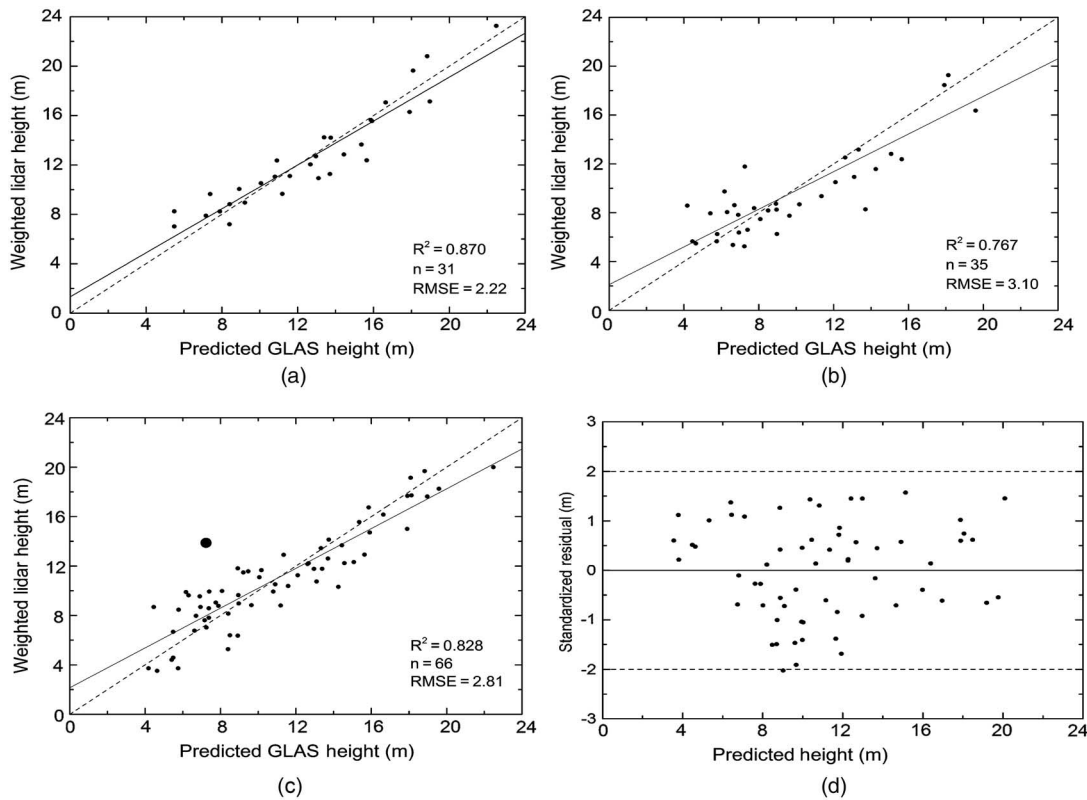 24
20
16
12
8
4
0
Weighted lidar height (m)
R² = 0.870
n = 31
RMSE = 2.22
0 4 8 12 16 20 24
Predicted GLAS height (m)
(a)
24
20
16
12
8
4
0
Weighted lidar height (m)
R² = 0.767
n = 35
RMSE = 3.10
0 4 8 12 16 20 24
Predicted GLAS height (m)
(b)
24
20
16
12
8
4
0
Weighted lidar height (m)
R² = 0.828
n = 66
RMSE = 2.81
0 4 8 12 16 20 24
Predicted GLAS height (m)
(c)
3
2
1
0
-1
-2
-3
Standardized residual (m)
0 4 8 12 16 20 24
Predicted height (m)
(d)